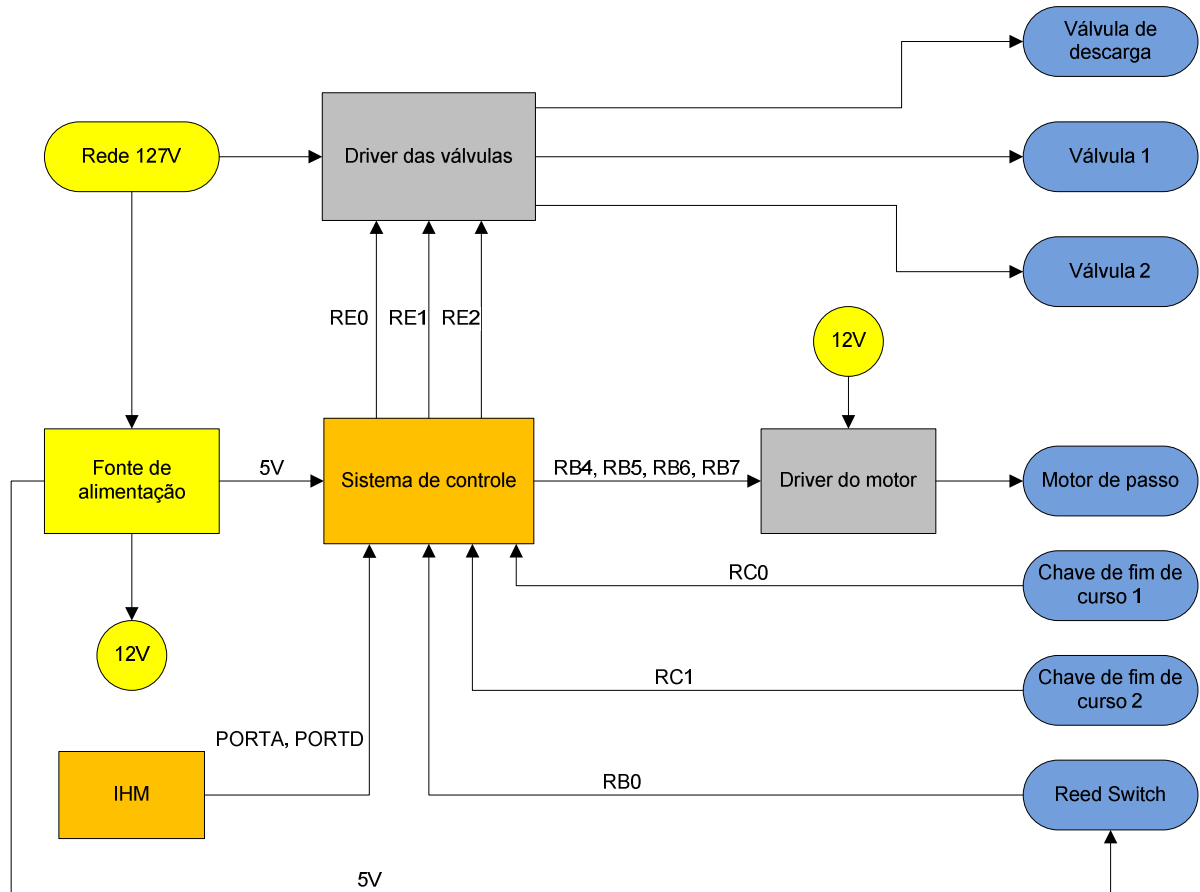 Válvula de
descarga
Rede 127V
Driver das válvulas
Válvula 1
Válvula 2
RE0
RE1
RE2
12V
Fonte de
alimentação
5V
Sistema de controle
RB4, RB5, RB6, RB7
Driver do motor
Motor de passo
RC0
Chave de fim de
curso 1
12V
RC1
Chave de fim de
curso 2
PORTA, PORTD
IHM
RB0
Reed Switch
5V